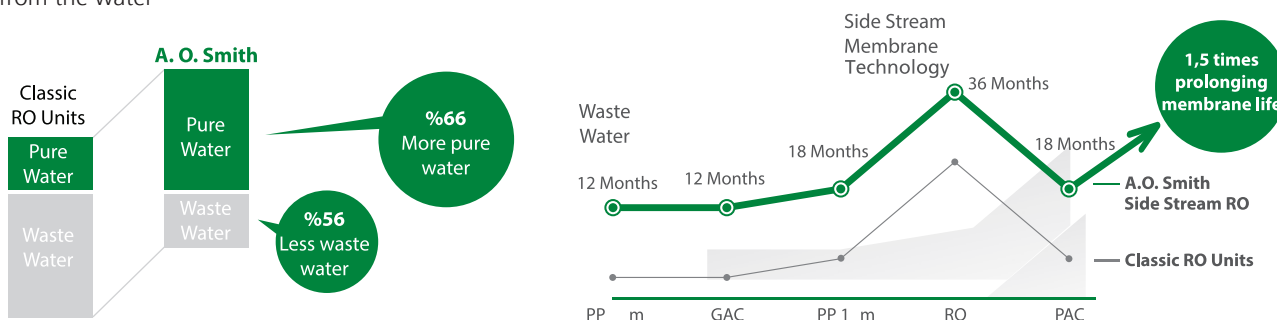 from the Water
A. O. Smith
Classic
RO Units
Pure
Water
Pure
Water
%66
More pure
water
Waste
Water
Waste
Water
%56
Less waste
water
Side Stream
Membrane
Technology
Waste
Water
12 Months
12 Months
18 Months
36 Months
18 Months
1,5 times
prolonging
membrane life
A.O. Smith
Side Stream RO
Classic RO Units
PP m
GAC
PP 1 m
RO
PAC